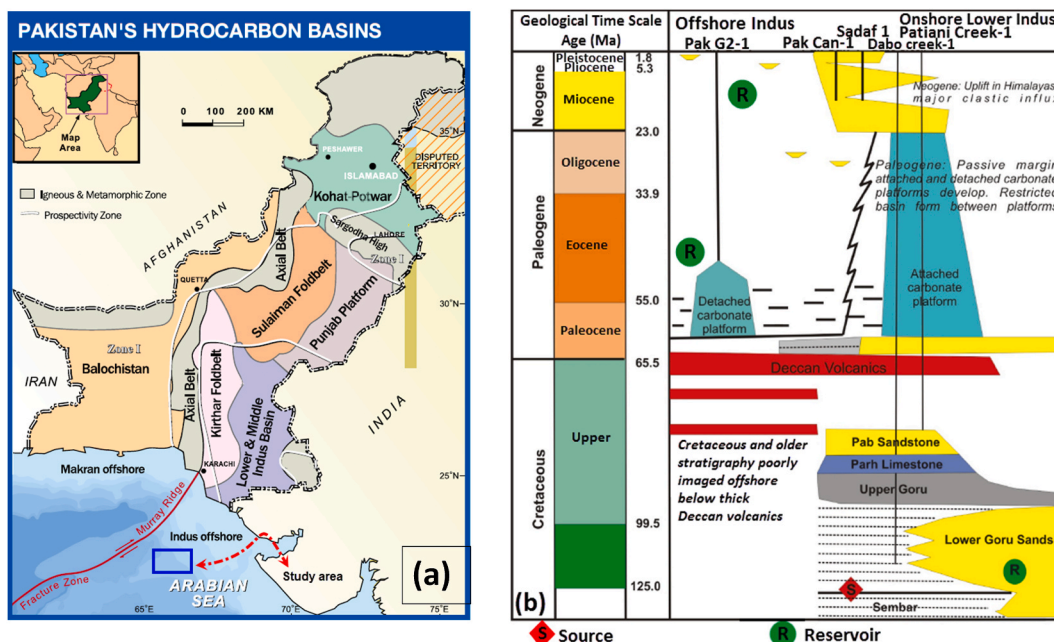 PAKISTAN'S HYDROCARBON BASINS
Map
Area
0 100 200 KM
Igneous & Metamorphic Zone
Prospectivity Zone
35°N
DISPUTED
TERRITORY
PESHAWER
ISLAMABAD
Kohat-Potwar
AFGHANISTAN
Sargodha High
LAHORE
Zone I
Axial Belt
QUETTA
Sulaiman Foldbelt
Punjab Platform
30°N
Zone I
Balochistan
IRAN
Axial Belt
Kirthar Foldbelt
Lower & Middle
Indus Basin
INDIA
KARACHI
25°N
Makran offshore
Murray Ridge
Indus offshore
Fracture Zone
ARABIAN
SEA
Study area
65°E
70°E
75°E
(a)
Geological Time Scale
Age (Ma)
Offshore Indus
Pak G2-1
Pak Can-1
Sadaf 1
Onshore Lower Indus
Patiani Creek-1
Dabo creek-1
Neogene
Pleistocene
1.8
Pliocene
5.3
Miocene
23.0
R
Neogene: Uplift in Himalayas
major clastic influx
Paleogene
Oligocene
33.9
Eocene
55.0
Paleocene
65.5
Paleogene: Passive margin
attached and detached carbonate
platforms develop. Restricted
basin form between platforms
R
Detached
carbonate
platform
Attached
carbonate
platform
Deccan Volcanics
Cretaceous
Upper
99.5
125.0
Cretaceous and older
stratigraphy poorly
imaged offshore
below thick
Deccan volcanics
Pab Sandstone
Parh Limestone
Upper Goru
Lower Goru Sands
R
S
Sembar
(b)
S Source
R Reservoir